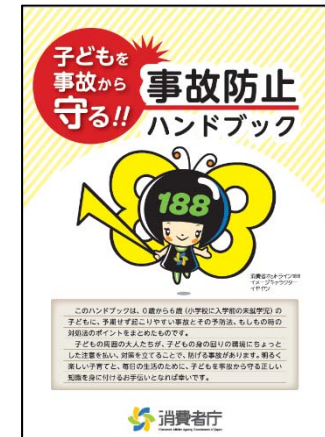 子どもを
事故から
守る!!
事故防止
ハンドブック
188
消費者ホットライン188
イメージキャラクター
イヤヤン
このハンドブックは、0歳から6歳(小学校に入学前の未就学児)の
子どもに、予期せず起こりやすい事故とその予防法、もしもの時の
対処法のポイントをまとめたものです。
子どもの周囲の大人たちが、子どもの身の回りの環境にちょっと
した注意を払い、対策を立てることで、防げる事故があります。明るく
楽しい子育てと、毎日の生活のために、子どもを事故から守る正しい
知識を身に付けるお手伝いとなれば幸いです。
消費者庁